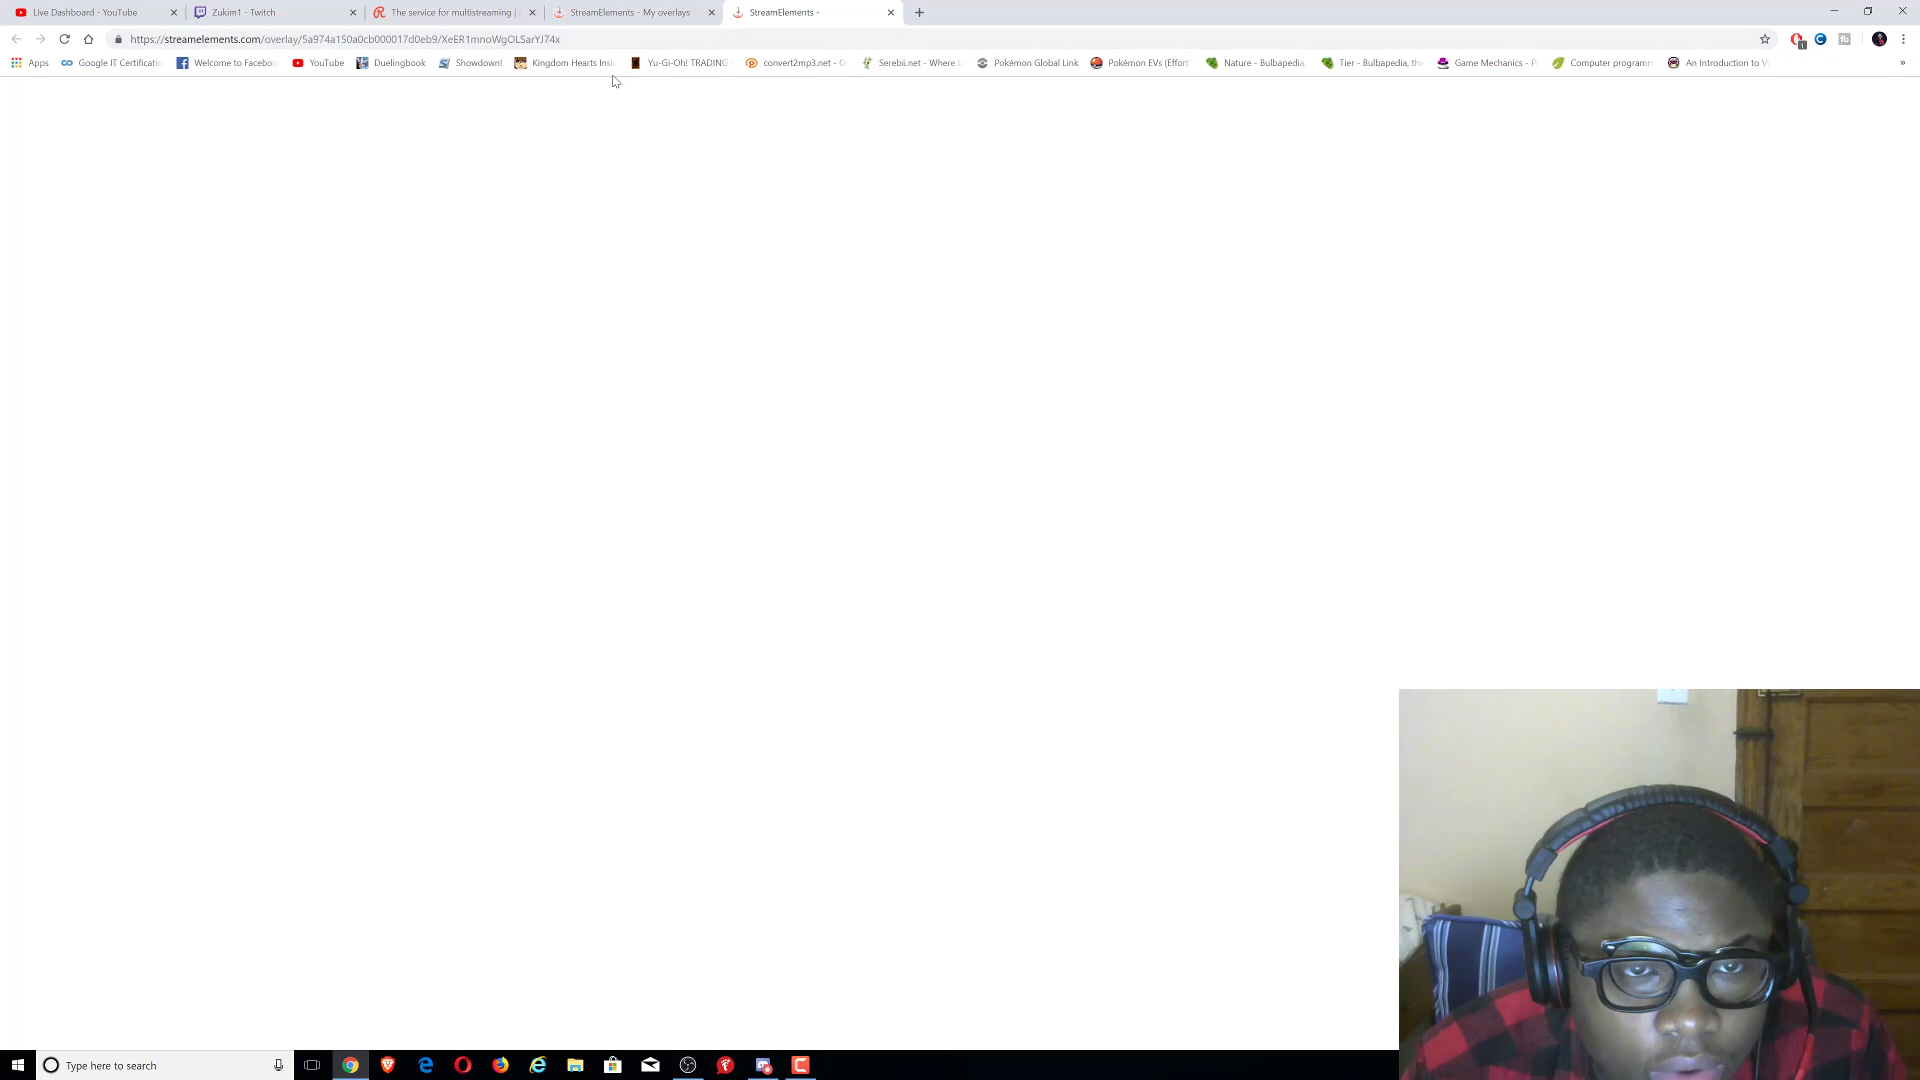 Live Dashboard - YouTube
Zukim1 - Twitch
The service for multistreaming |
StreamElements - My overlays
StreamElements -
https://streamelements.com/overlay/5a974a150a0cb000017d0eb9/XeER1mnoWgOLSarYJ74x
1
Apps
Google IT Certificatio
Welcome to Faceboo
YouTube
Duelingbook
Showdown!
Kingdom Hearts Insi
Yu-Gi-Oh! TRADING
convert2mp3.net - O
Serebii.net - Where
Pokémon Global Link
Pokémon EVs (Effort
Nature - Bulbapedia,
Tier - Bulbapedia, the
Game Mechanics - P
Computer programm
An Introduction to V
Type here to search